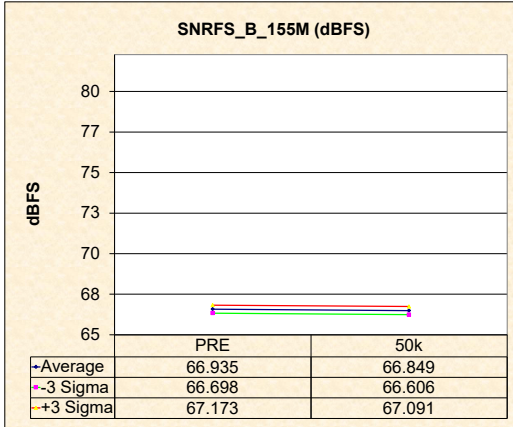 SNRFS_B_155M (dBFS)
80
77
75
73
70
68
65
dBFS
PRE 50k
Average 66.935 66.849
-3 Sigma 66.698 66.606
+3 Sigma 67.173 67.091